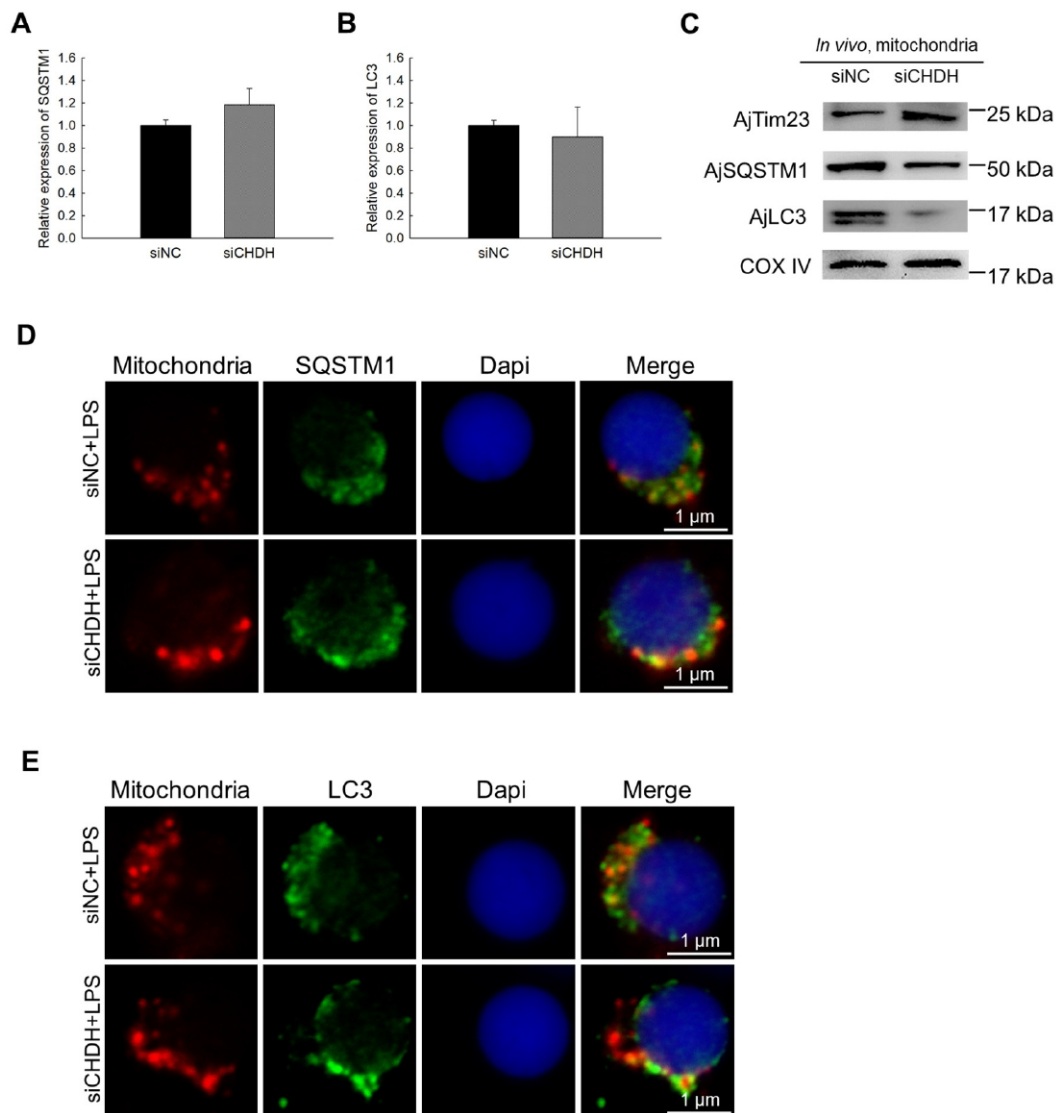 A
Relative expression of SQSTM1
1.6
1.4
1.2
1.0
0.8
0.6
0.4
0.2
0.0
siNC
siCHDH
B
Relative expression of LC3
1.6
1.4
1.2
1.0
0.8
0.6
0.4
0.2
0.0
siNC
siCHDH
C
In vivo, mitochondria
siNC siCHDH
AjTim23 25 kDa
AjSQSTM1 50 kDa
AjLC3 17 kDa
COX IV 17 kDa
D
Mitochondria SQSTM1 Dapi Merge
siNC+LPS
1 µm
siCHDH+LPS
1 µm
E
Mitochondria LC3 Dapi Merge
siNC+LPS
1 µm
siCHDH+LPS
1 µm